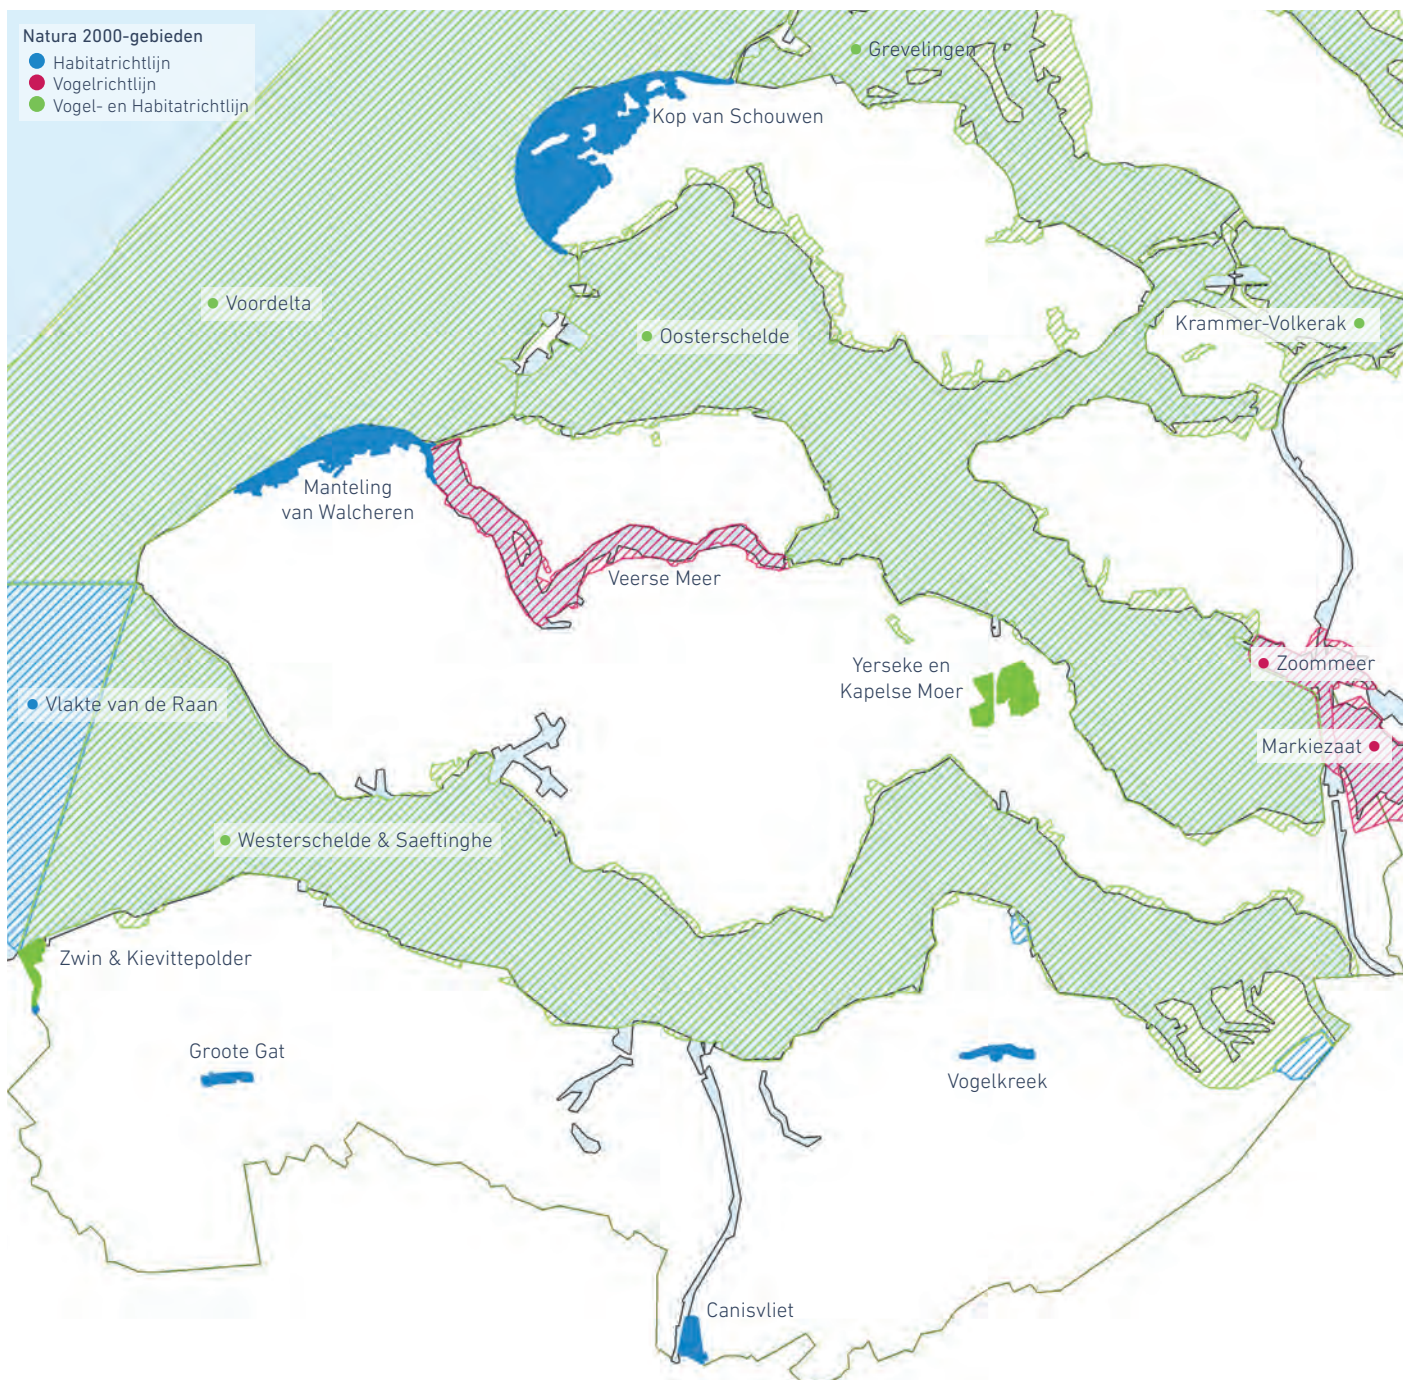 Natura 2000-gebieden
Habitatrichtlijn
Vogelrichtlijn
Vogel- en Habitatrichtlijn
Grevelingen
Kop van Schouwen
Voordelta
Oosterschelde
Krammer-Volkerak
Manteling
van Walcheren
Veerse Meer
Yerseke en
Kapelse Moer
Zoommeer
Vlakte van de Raan
Markiezaat
Westerschelde & Saeftinghe
Zwin & Kievittepolder
Groote Gat
Vogelkreek
Canisvliet